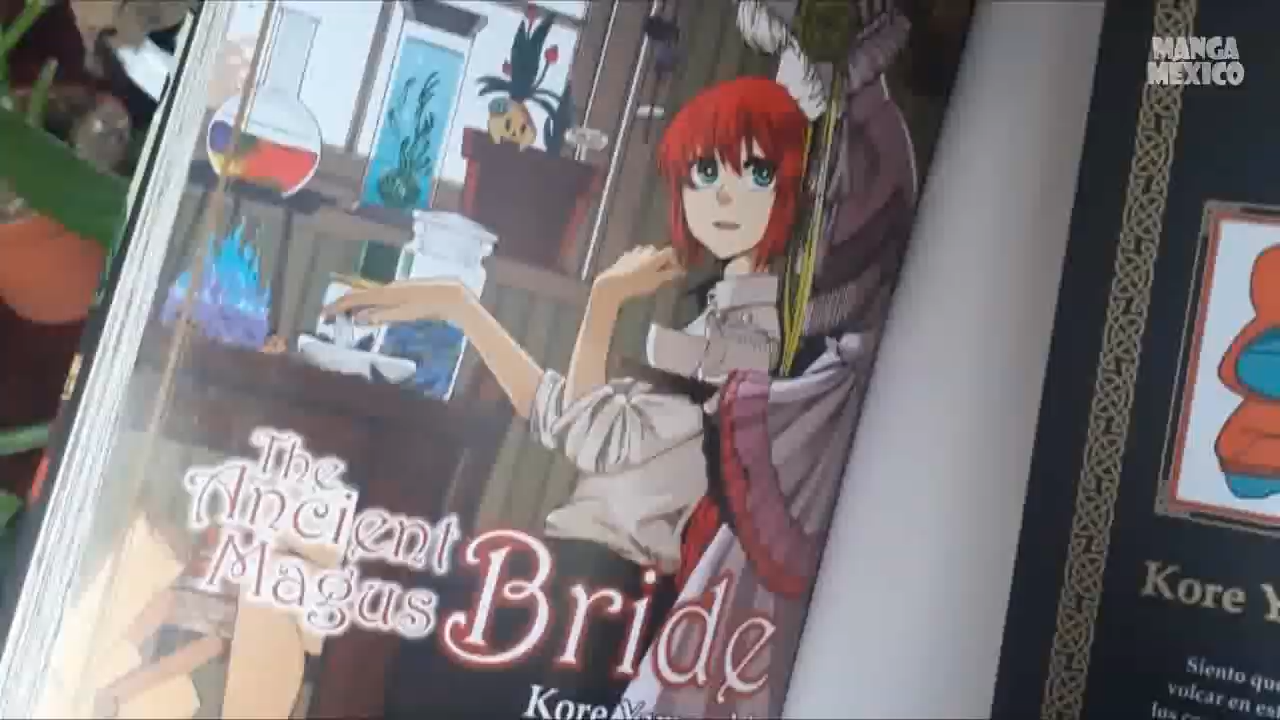 MANGA
MEXICO
The
Ancient
Magus
Bride
Kore
Kore Y
Siento que
volcar en es